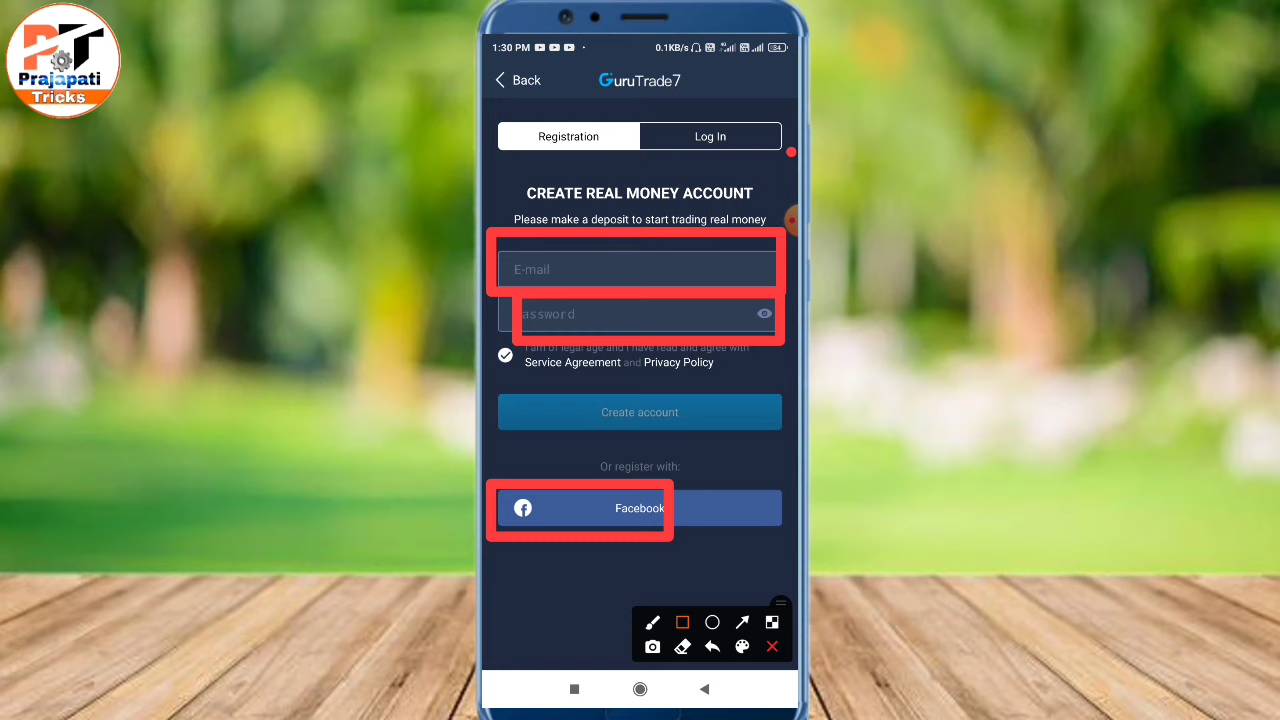 PT
Prajapati
Tricks
1:30 PM
0.1KB/s
84
Back
GuruTrade7
Registration
Log In
CREATE REAL MONEY ACCOUNT
Please make a deposit to start trading real money
E-mail
assword
I am of legal age and I have read and agree with
Service Agreement and Privacy Policy
Create account
Or register with:
Facebook